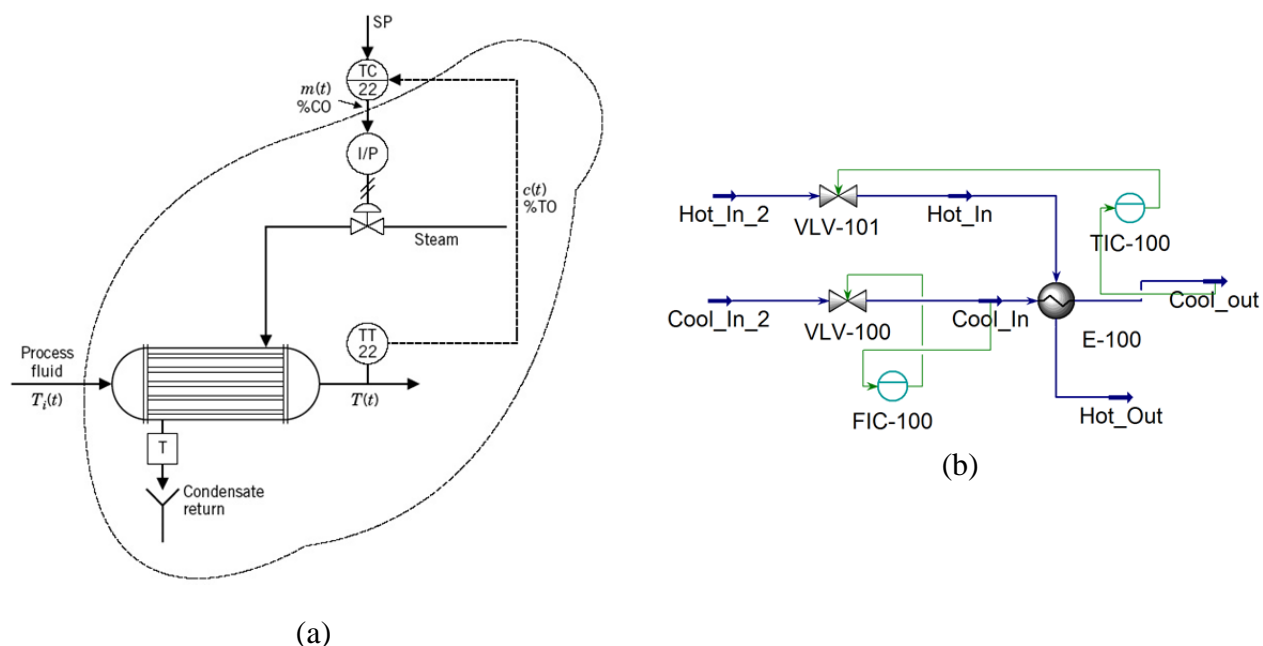 SP
TC
22
m(t)
%CO
I/P
c(t)
%TO
Steam
TT
22
Process
fluid
Tᵢ(t)
T(t)
T
Condensate
return
(a)
Hot_In_2
VLV-101
Hot_In
TIC-100
Cool_In_2
VLV-100
Cool_In
Cool_out
E-100
FIC-100
Hot_Out
(b)